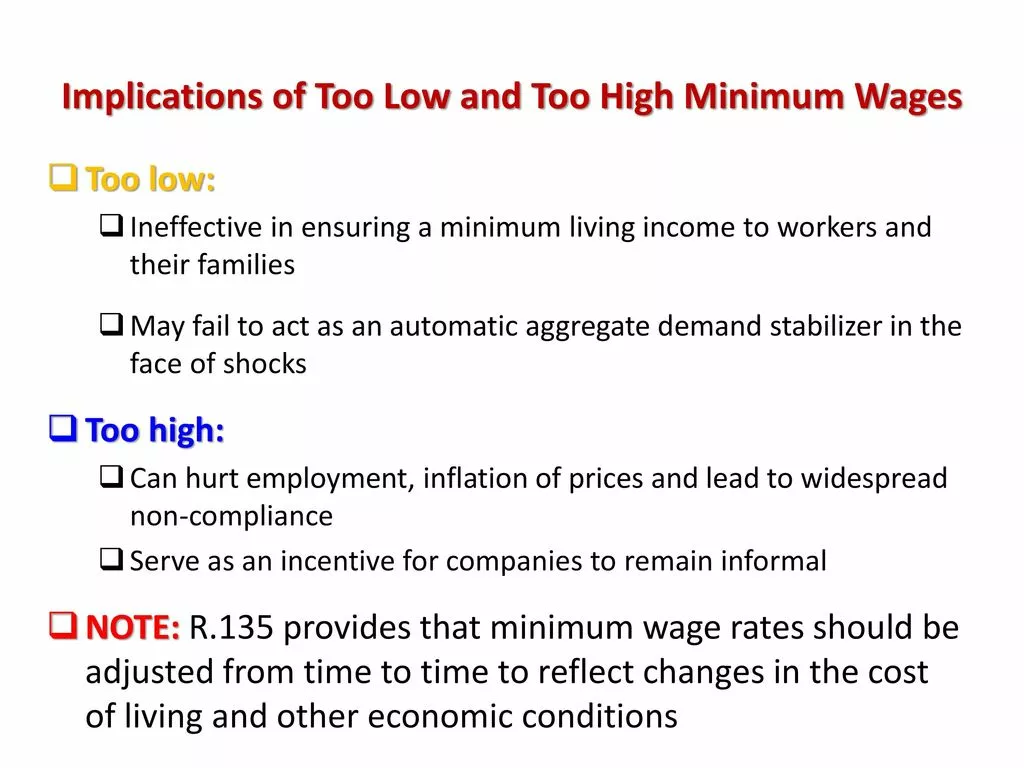 Implications of Too Low and Too High Minimum Wages
Too low:
Ineffective in ensuring a minimum living income to workers and
their families
May fail to act as an automatic aggregate demand stabilizer in the
face of shocks
Too high:
Can hurt employment, inflation of prices and lead to widespread
non-compliance
Serve as an incentive for companies to remain informal
NOTE: R.135 provides that minimum wage rates should be
adjusted from time to time to reflect changes in the cost
of living and other economic conditions